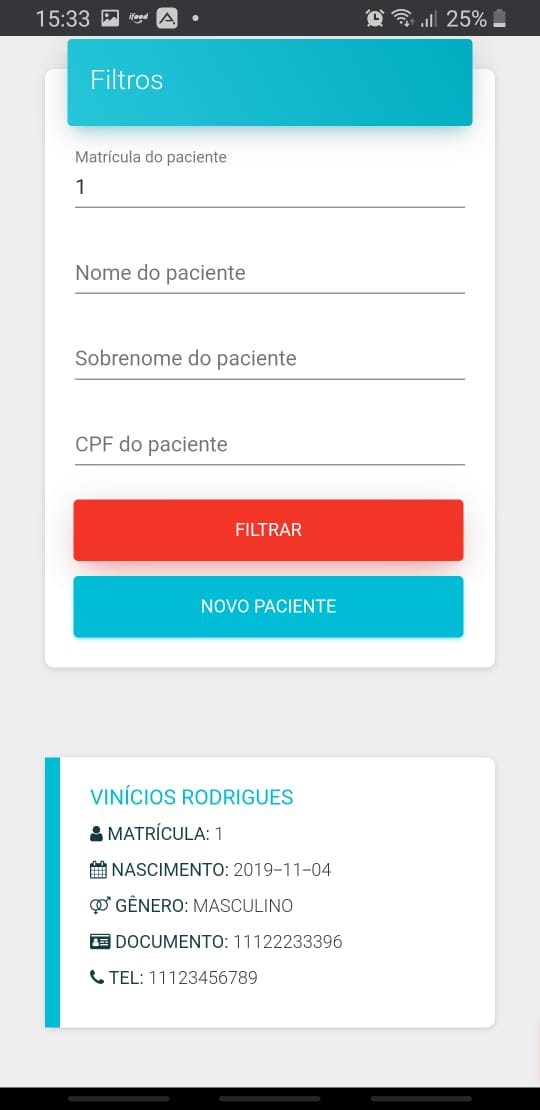 15:33 ifood 25%
Filtros
Matrícula do paciente
1
Nome do paciente
Sobrenome do paciente
CPF do paciente
FILTRAR
NOVO PACIENTE
VINÍCIOS RODRIGUES
MATRÍCULA: 1
NASCIMENTO: 2019-11-04
GÊNERO: MASCULINO
DOCUMENTO: 11122233396
TEL: 11123456789